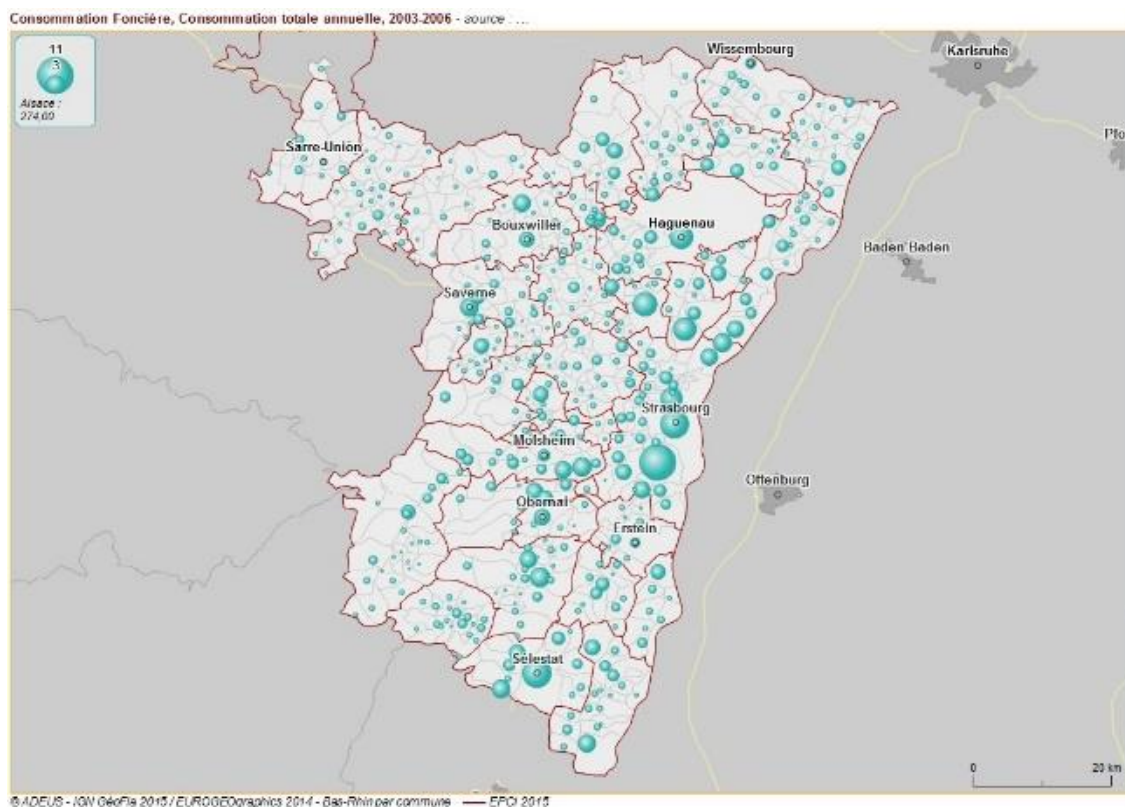 Consommation Foncière, Consommation totale annuelle, 2003-2006 - source : ...
11
3
Alsace :
274,00
Wissembourg
Karlsruhe
Sarre-Union
Bouxwiller
Haguenau
Baden Baden
Saverne
Strasbourg
Molsheim
Offenburg
Obernai
Erstein
Sélestat
0
20 km
© ADEUS - IGN GéoFla 2015 / EUROGEOgraphics 2014 - Bas-Rhin par commune — EPCI 2015